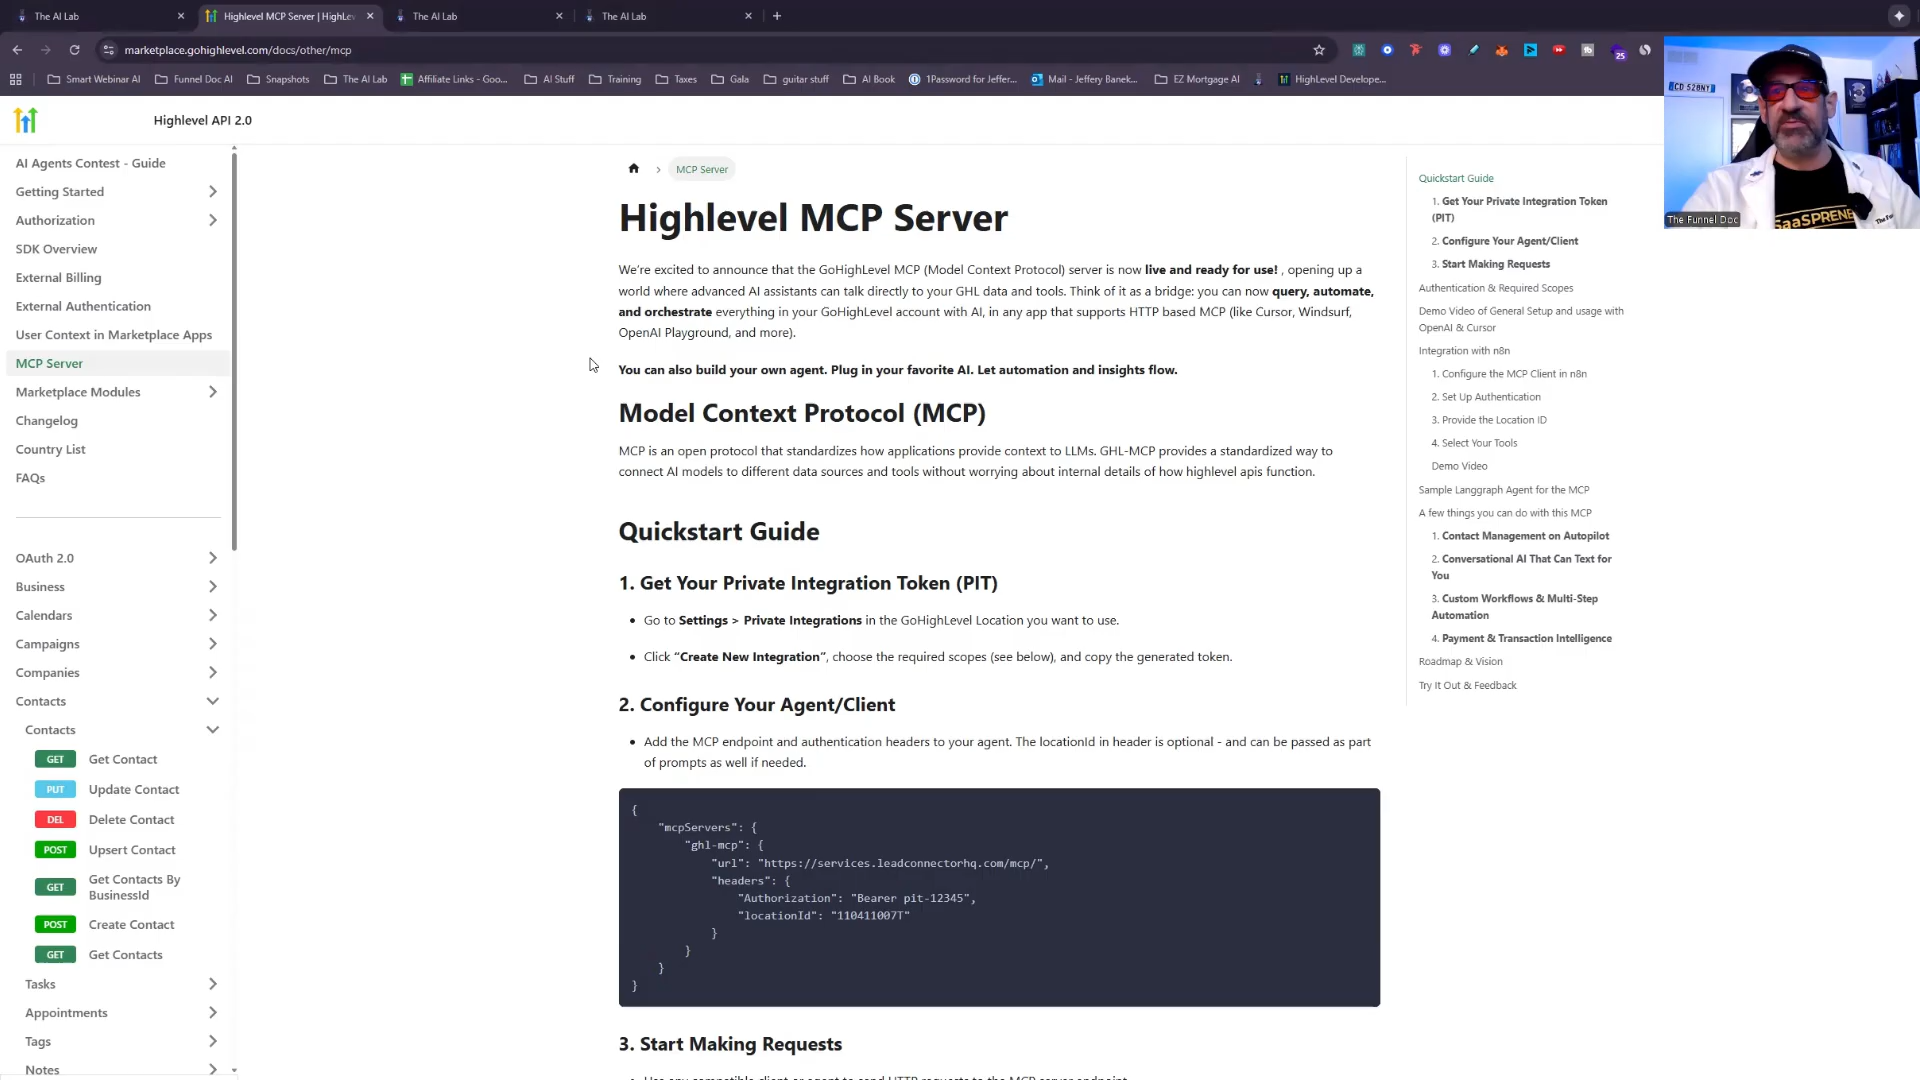 The AI Lab
Highlevel MCP Server | HighLev
The AI Lab
The AI Lab
marketplace.gohighlevel.com/docs/other/mcp
25
Smart Webinar AI
Funnel Doc AI
Snapshots
The AI Lab
Affiliate Links - Goo...
AI Stuff
Training
Taxes
Gala
guitar stuff
AI Book
1Password for Jeffer...
Mail - Jeffery Banek...
EZ Mortgage AI
HighLevel Develope...
Highlevel API 2.0
AI Agents Contest - Guide
Getting Started
Authorization
SDK Overview
External Billing
External Authentication
User Context in Marketplace Apps
MCP Server
Marketplace Modules
Changelog
Country List
FAQs
OAuth 2.0
Business
Calendars
Campaigns
Companies
Contacts
Contacts
GET Get Contact
PUT Update Contact
DEL Delete Contact
POST Upsert Contact
GET Get Contacts By
BusinessId
POST Create Contact
GET Get Contacts
Tasks
Appointments
Tags
Notes
MCP Server
Highlevel MCP Server
We're excited to announce that the GoHighLevel MCP (Model Context Protocol) server is now live and ready for use! , opening up a
world where advanced AI assistants can talk directly to your GHL data and tools. Think of it as a bridge: you can now query, automate,
and orchestrate everything in your GoHighLevel account with AI, in any app that supports HTTP based MCP (like Cursor, Windsurf,
OpenAI Playground, and more).
You can also build your own agent. Plug in your favorite AI. Let automation and insights flow.
Model Context Protocol (MCP)
MCP is an open protocol that standardizes how applications provide context to LLMs. GHL-MCP provides a standardized way to
connect AI models to different data sources and tools without worrying about internal details of how highlevel apis function.
Quickstart Guide
1. Get Your Private Integration Token (PIT)
Go to Settings > Private Integrations in the GoHighLevel Location you want to use.
Click “Create New Integration”, choose the required scopes (see below), and copy the generated token.
2. Configure Your Agent/Client
Add the MCP endpoint and authentication headers to your agent. The locationId in header is optional - and can be passed as part
of prompts as well if needed.
{
"mcpServers": {
"ghl-mcp": {
"url": "https://services.leadconnectorhq.com/mcp/",
"headers": {
"Authorization": "Bearer pit-12345",
"locationId": "110411007T"
}
}
}
}
3. Start Making Requests
Use any compatible client or agent to send HTTP requests to the MCP server endpoint.
Quickstart Guide
1. Get Your Private Integration Token
(PIT)
2. Configure Your Agent/Client
3. Start Making Requests
Authentication & Required Scopes
Demo Video of General Setup and usage with
OpenAI & Cursor
Integration with n8n
1. Configure the MCP Client in n8n
2. Set Up Authentication
3. Provide the Location ID
4. Select Your Tools
Demo Video
Sample Langgraph Agent for the MCP
A few things you can do with this MCP
1. Contact Management on Autopilot
2. Conversational AI That Can Text for
You
3. Custom Workflows & Multi-Step
Automation
4. Payment & Transaction Intelligence
Roadmap & Vision
Try It Out & Feedback
The Funnel Doc
SaaSPRENE